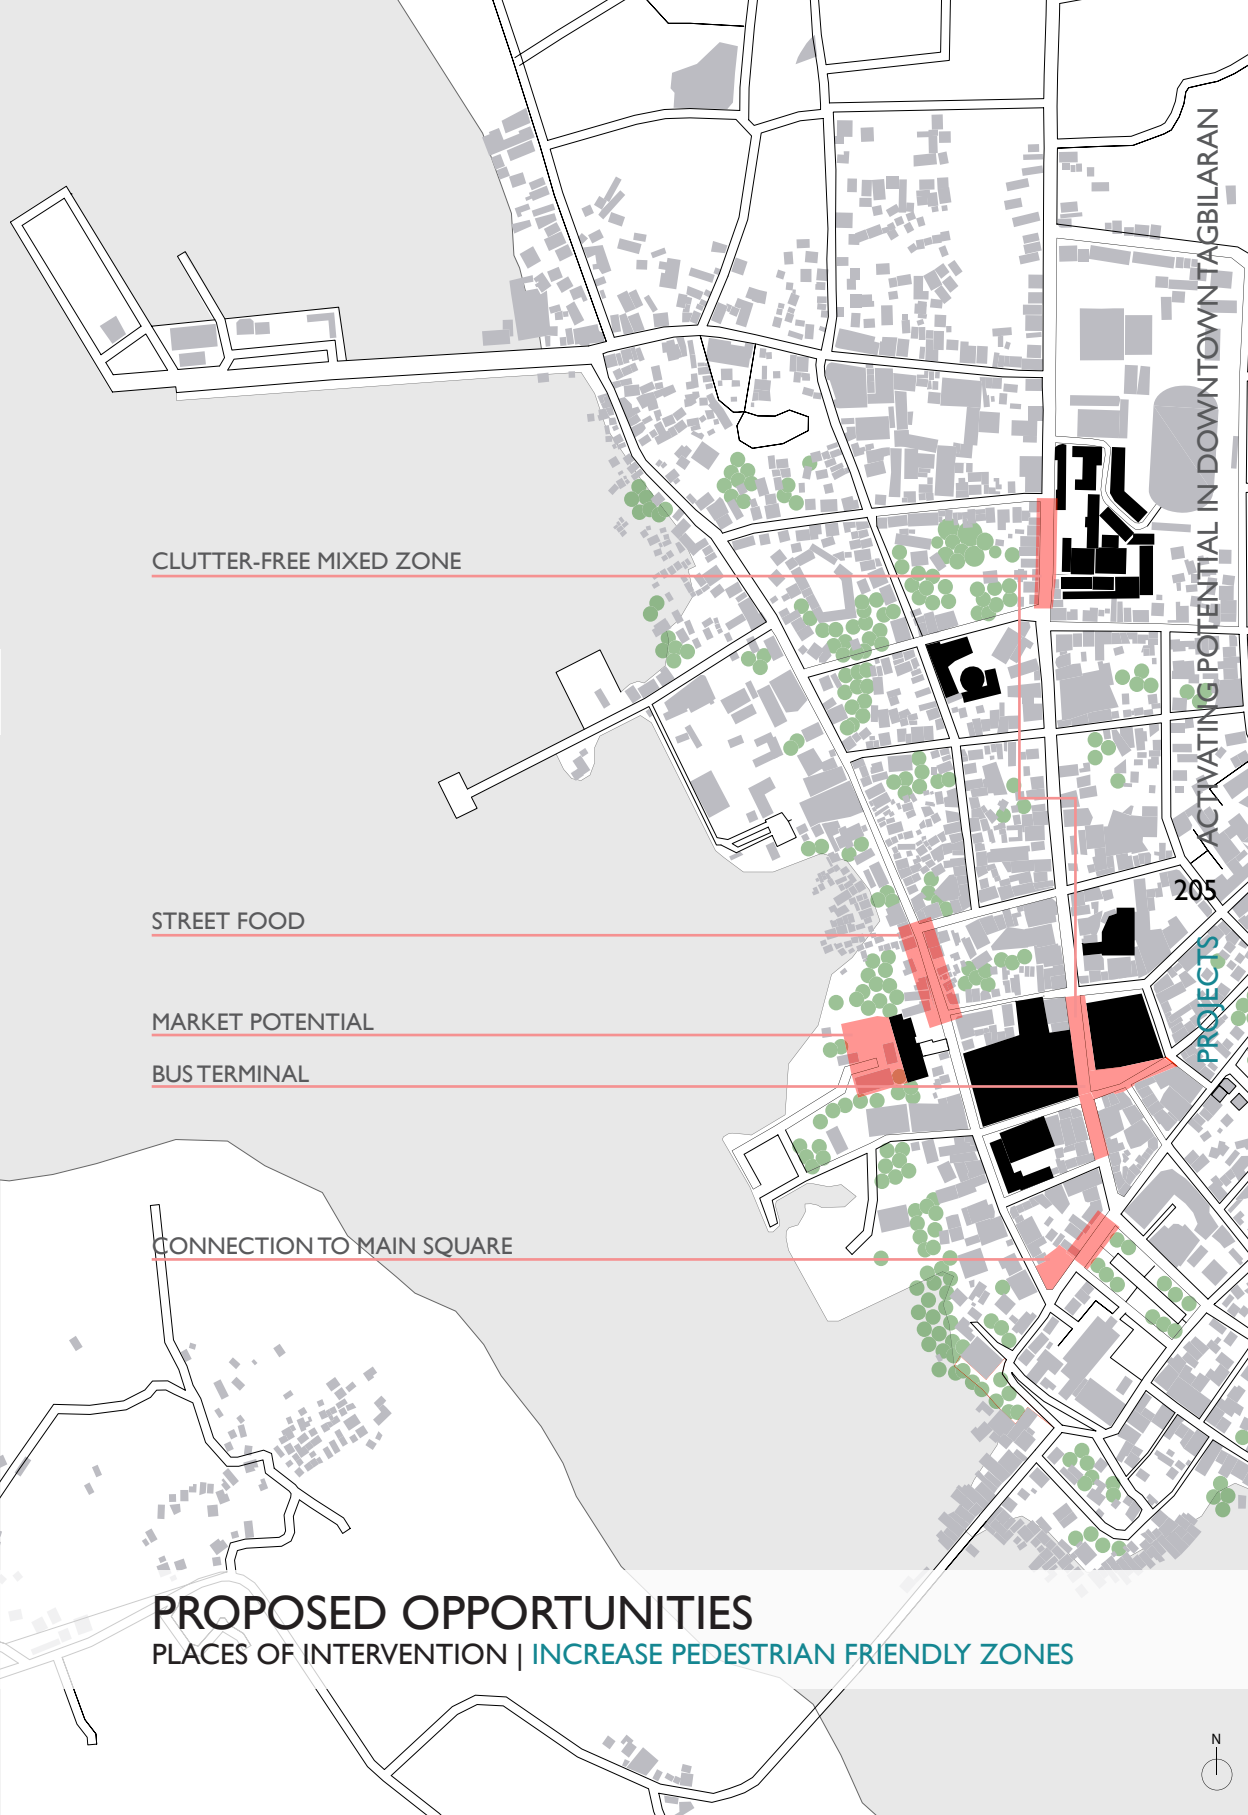 CLUTTER-FREE MIXED ZONE
STREET FOOD
MARKET POTENTIAL
BUS TERMINAL
CONNECTION TO MAIN SQUARE
ACTIVATING POTENTIAL IN DOWNTOWN TAGBILARAN
205
PROJECTS
PROPOSED OPPORTUNITIES
PLACES OF INTERVENTION | INCREASE PEDESTRIAN FRIENDLY ZONES
N